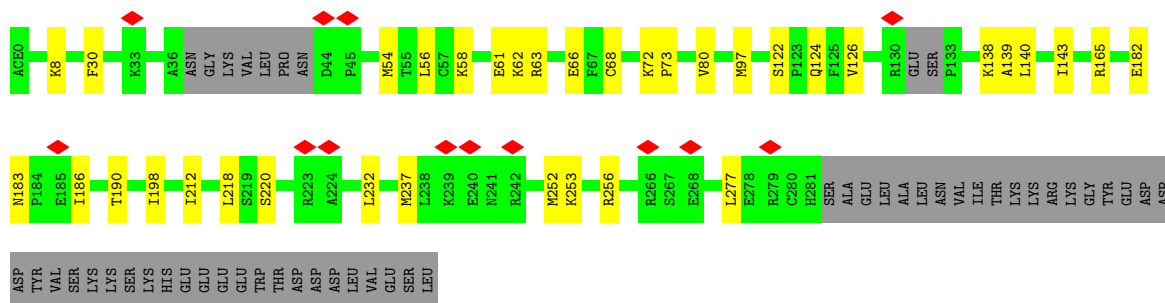 ACE0 K8 F30 K33 A36 ASN GLY LYS VAL LEU PRO ASN D44 P45 M54 T55 L56 C57 K58 E61 K62 R63 E66 F67 C68 K72 P73 V80 M97 S122 P123 Q124 F125 V126 R130 GLU SER P133 K138 A139 L140 I143 R165 E182
N183 P184 E185 I186 T190 I198 I212 L218 S219 S220 R223 A224 L232 M237 L238 K239 E240 N241 R242 M252 K253 R256 R266 S267 E268 L277 E278 R279 C280 H281 SER ALA GLU LEU ALA LEU ASN VAL ILE THR LYS LYS ARG LYS GLY TYR GLU ASP ASP
ASP TYR VAL SER LYS LYS SER LYS HIS GLU GLU GLU GLU TRP THR ASP ASP ASP LEU VAL GLU SER LEU